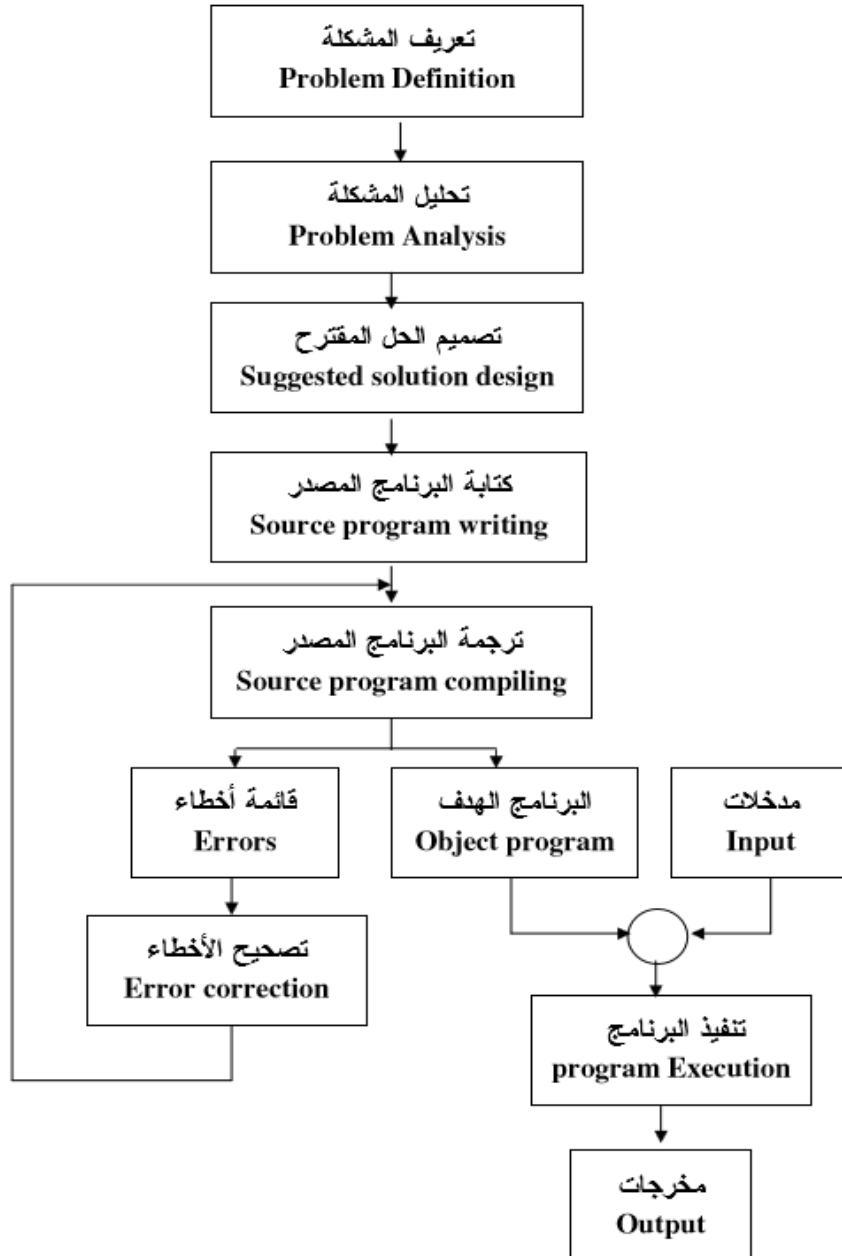 تعريف المشكلة
Problem Definition
تحليل المشكلة
Problem Analysis
تصميم الحل المقترح
Suggested solution design
كتابة البرنامج المصدر
Source program writing
ترجمة البرنامج المصدر
Source program compiling
قائمة أخطاء
Errors
البرنامج الهدف
Object program
مدخلات
Input
تصحيح الأخطاء
Error correction
تنفيذ البرنامج
program Execution
مخرجات
Output